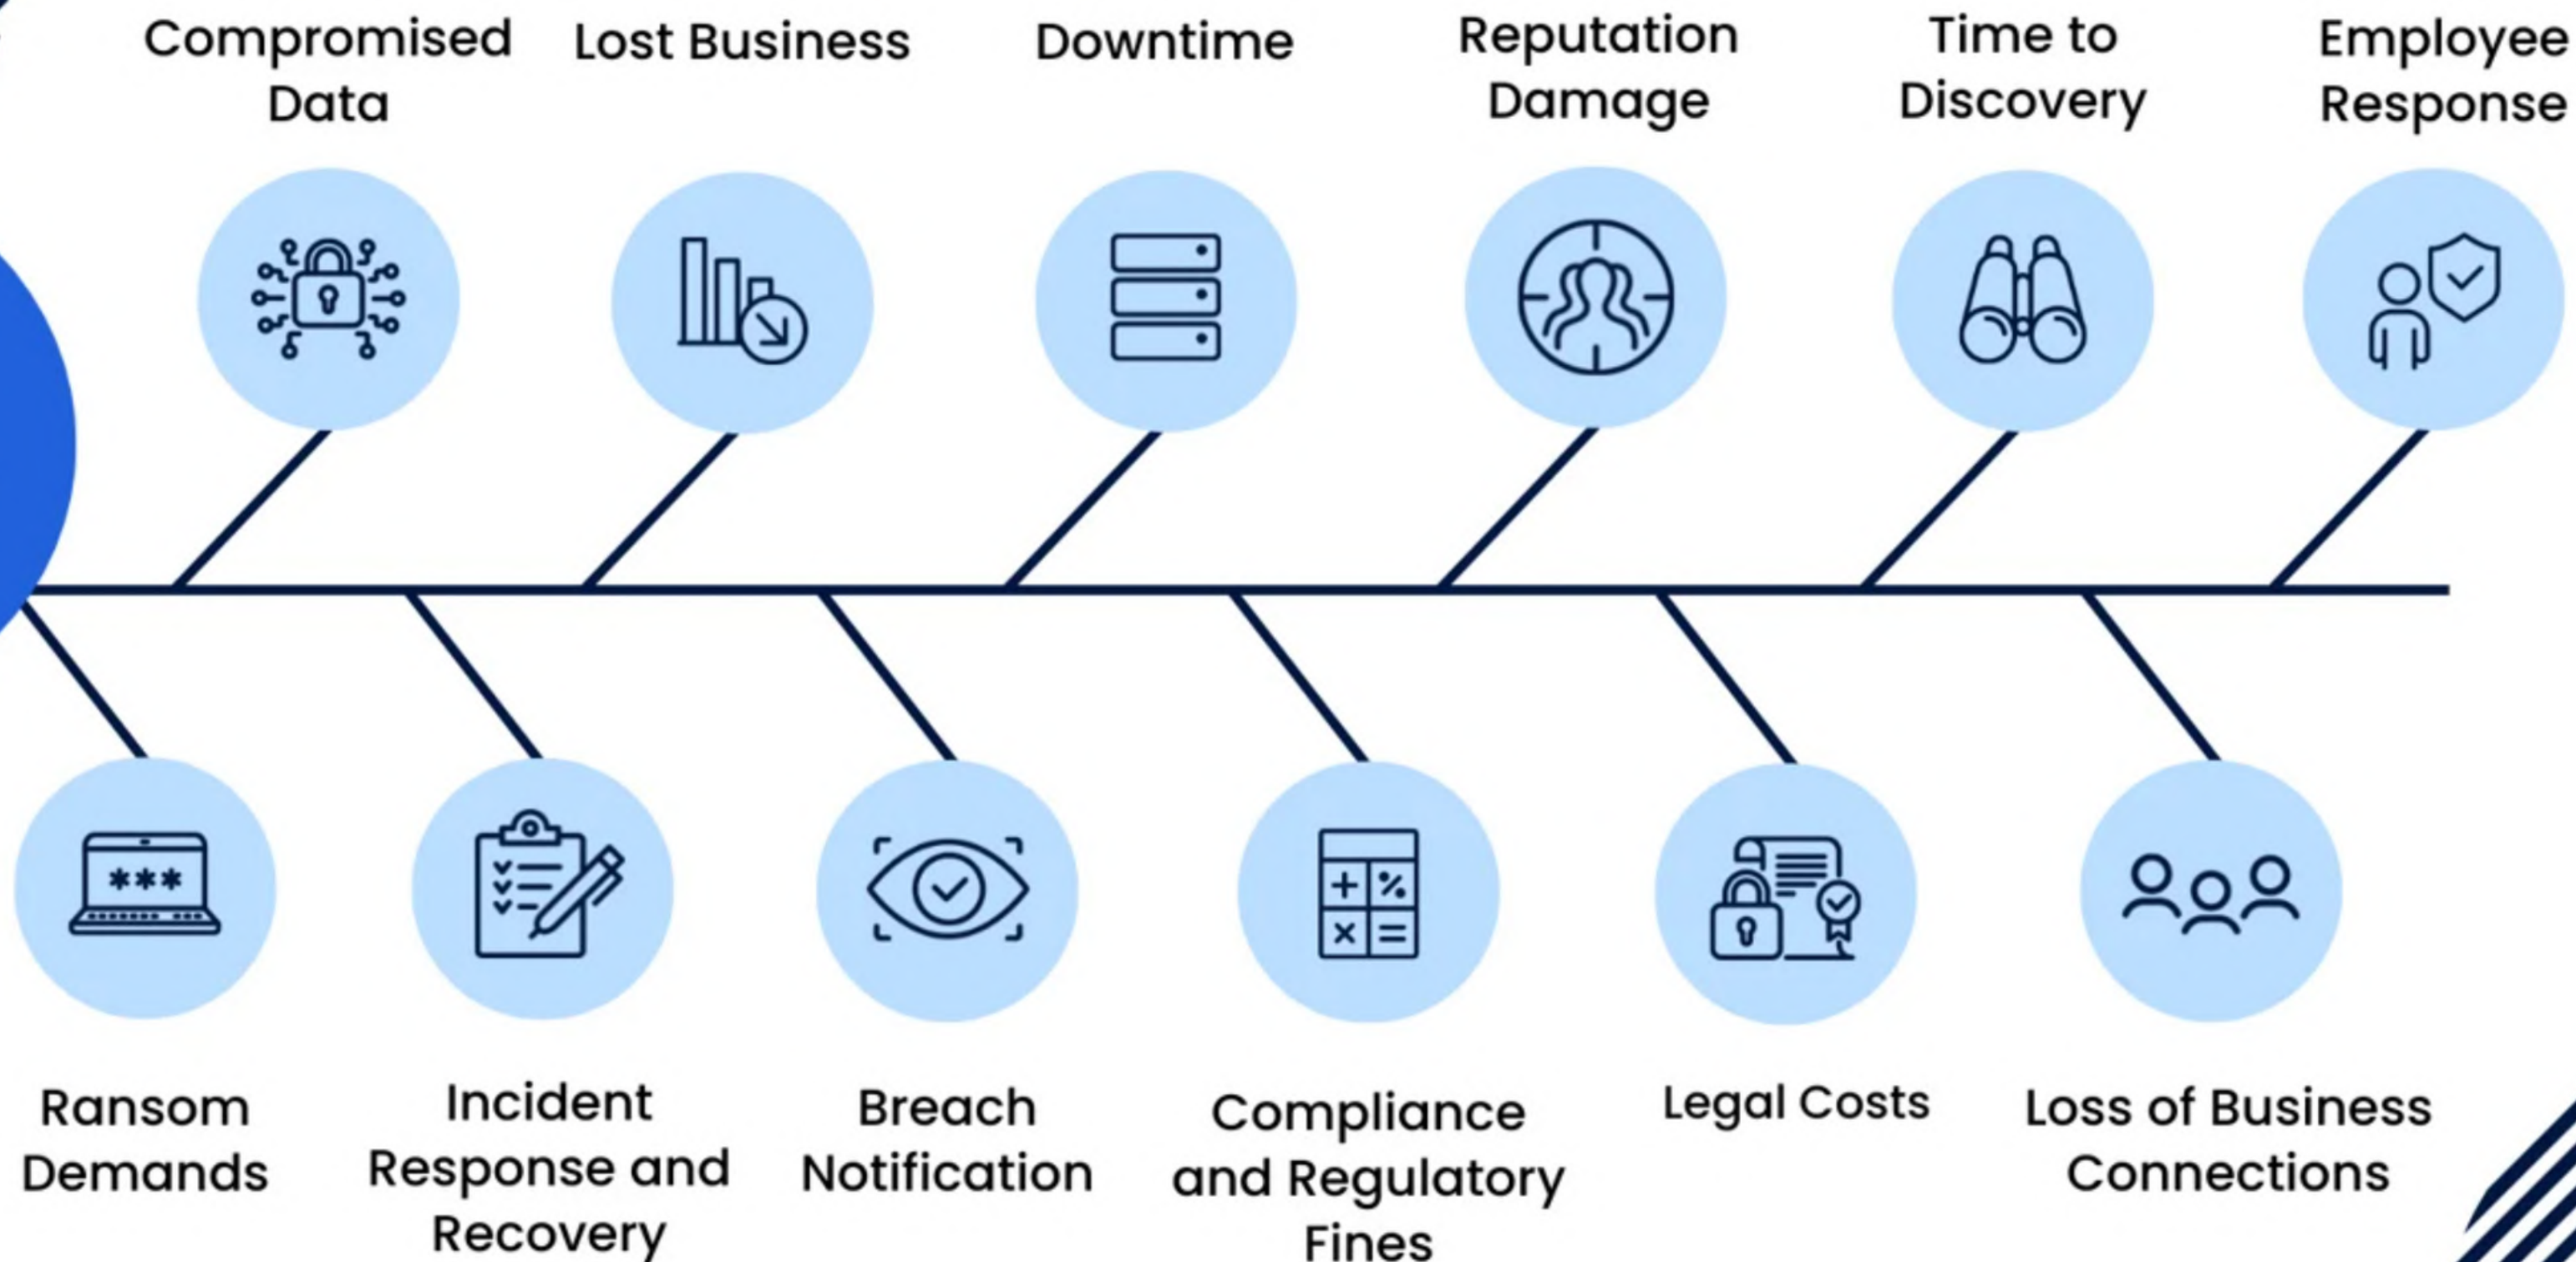 Compromised
Data
Lost Business
Downtime
Reputation
Damage
Time to
Discovery
Employee
Response
Ransom
Demands
Incident
Response and
Recovery
Breach
Notification
Compliance
and Regulatory
Fines
Legal Costs
Loss of Business
Connections